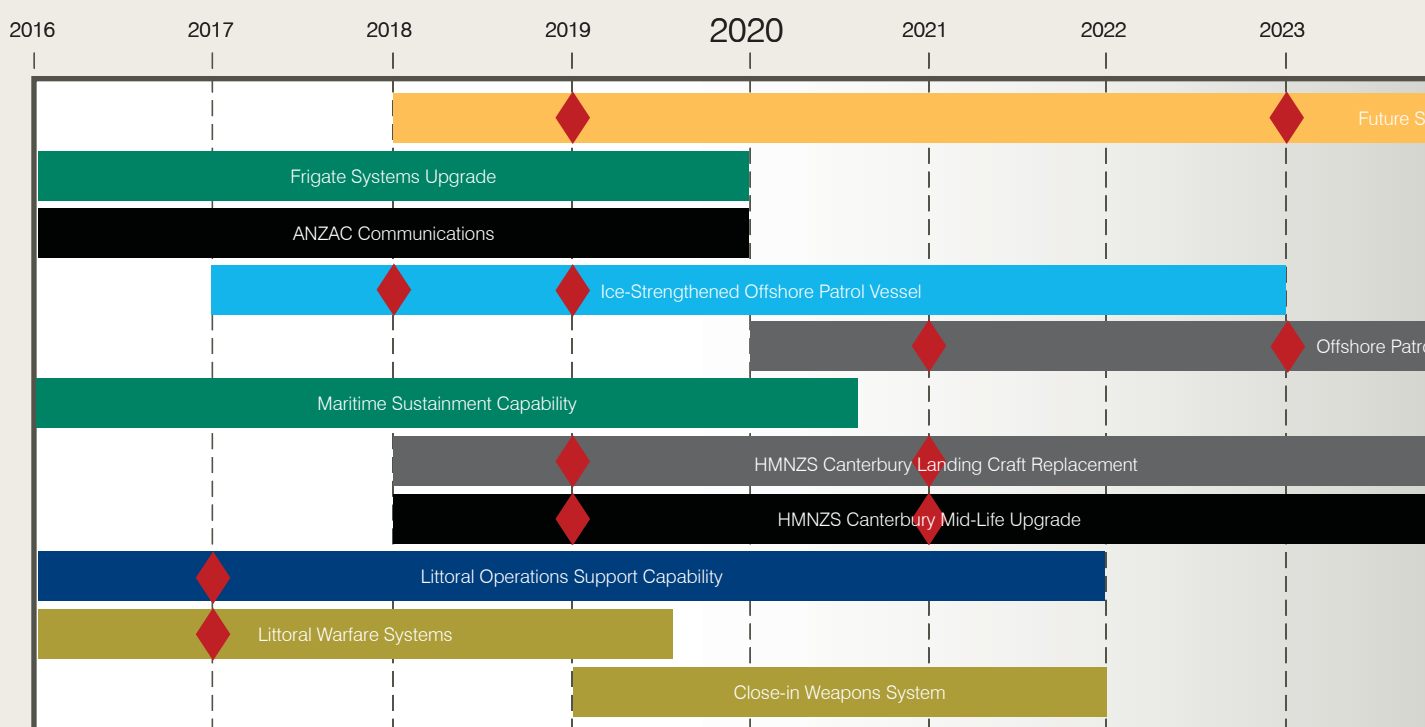 2016 2017 2018 2019 2020 2021 2022 2023
Future S
Frigate Systems Upgrade
ANZAC Communications
Ice-Strengthened Offshore Patrol Vessel
Offshore Patro
Maritime Sustainment Capability
HMNZS Canterbury Landing Craft Replacement
HMNZS Canterbury Mid-Life Upgrade
Littoral Operations Support Capability
Littoral Warfare Systems
Close-in Weapons System